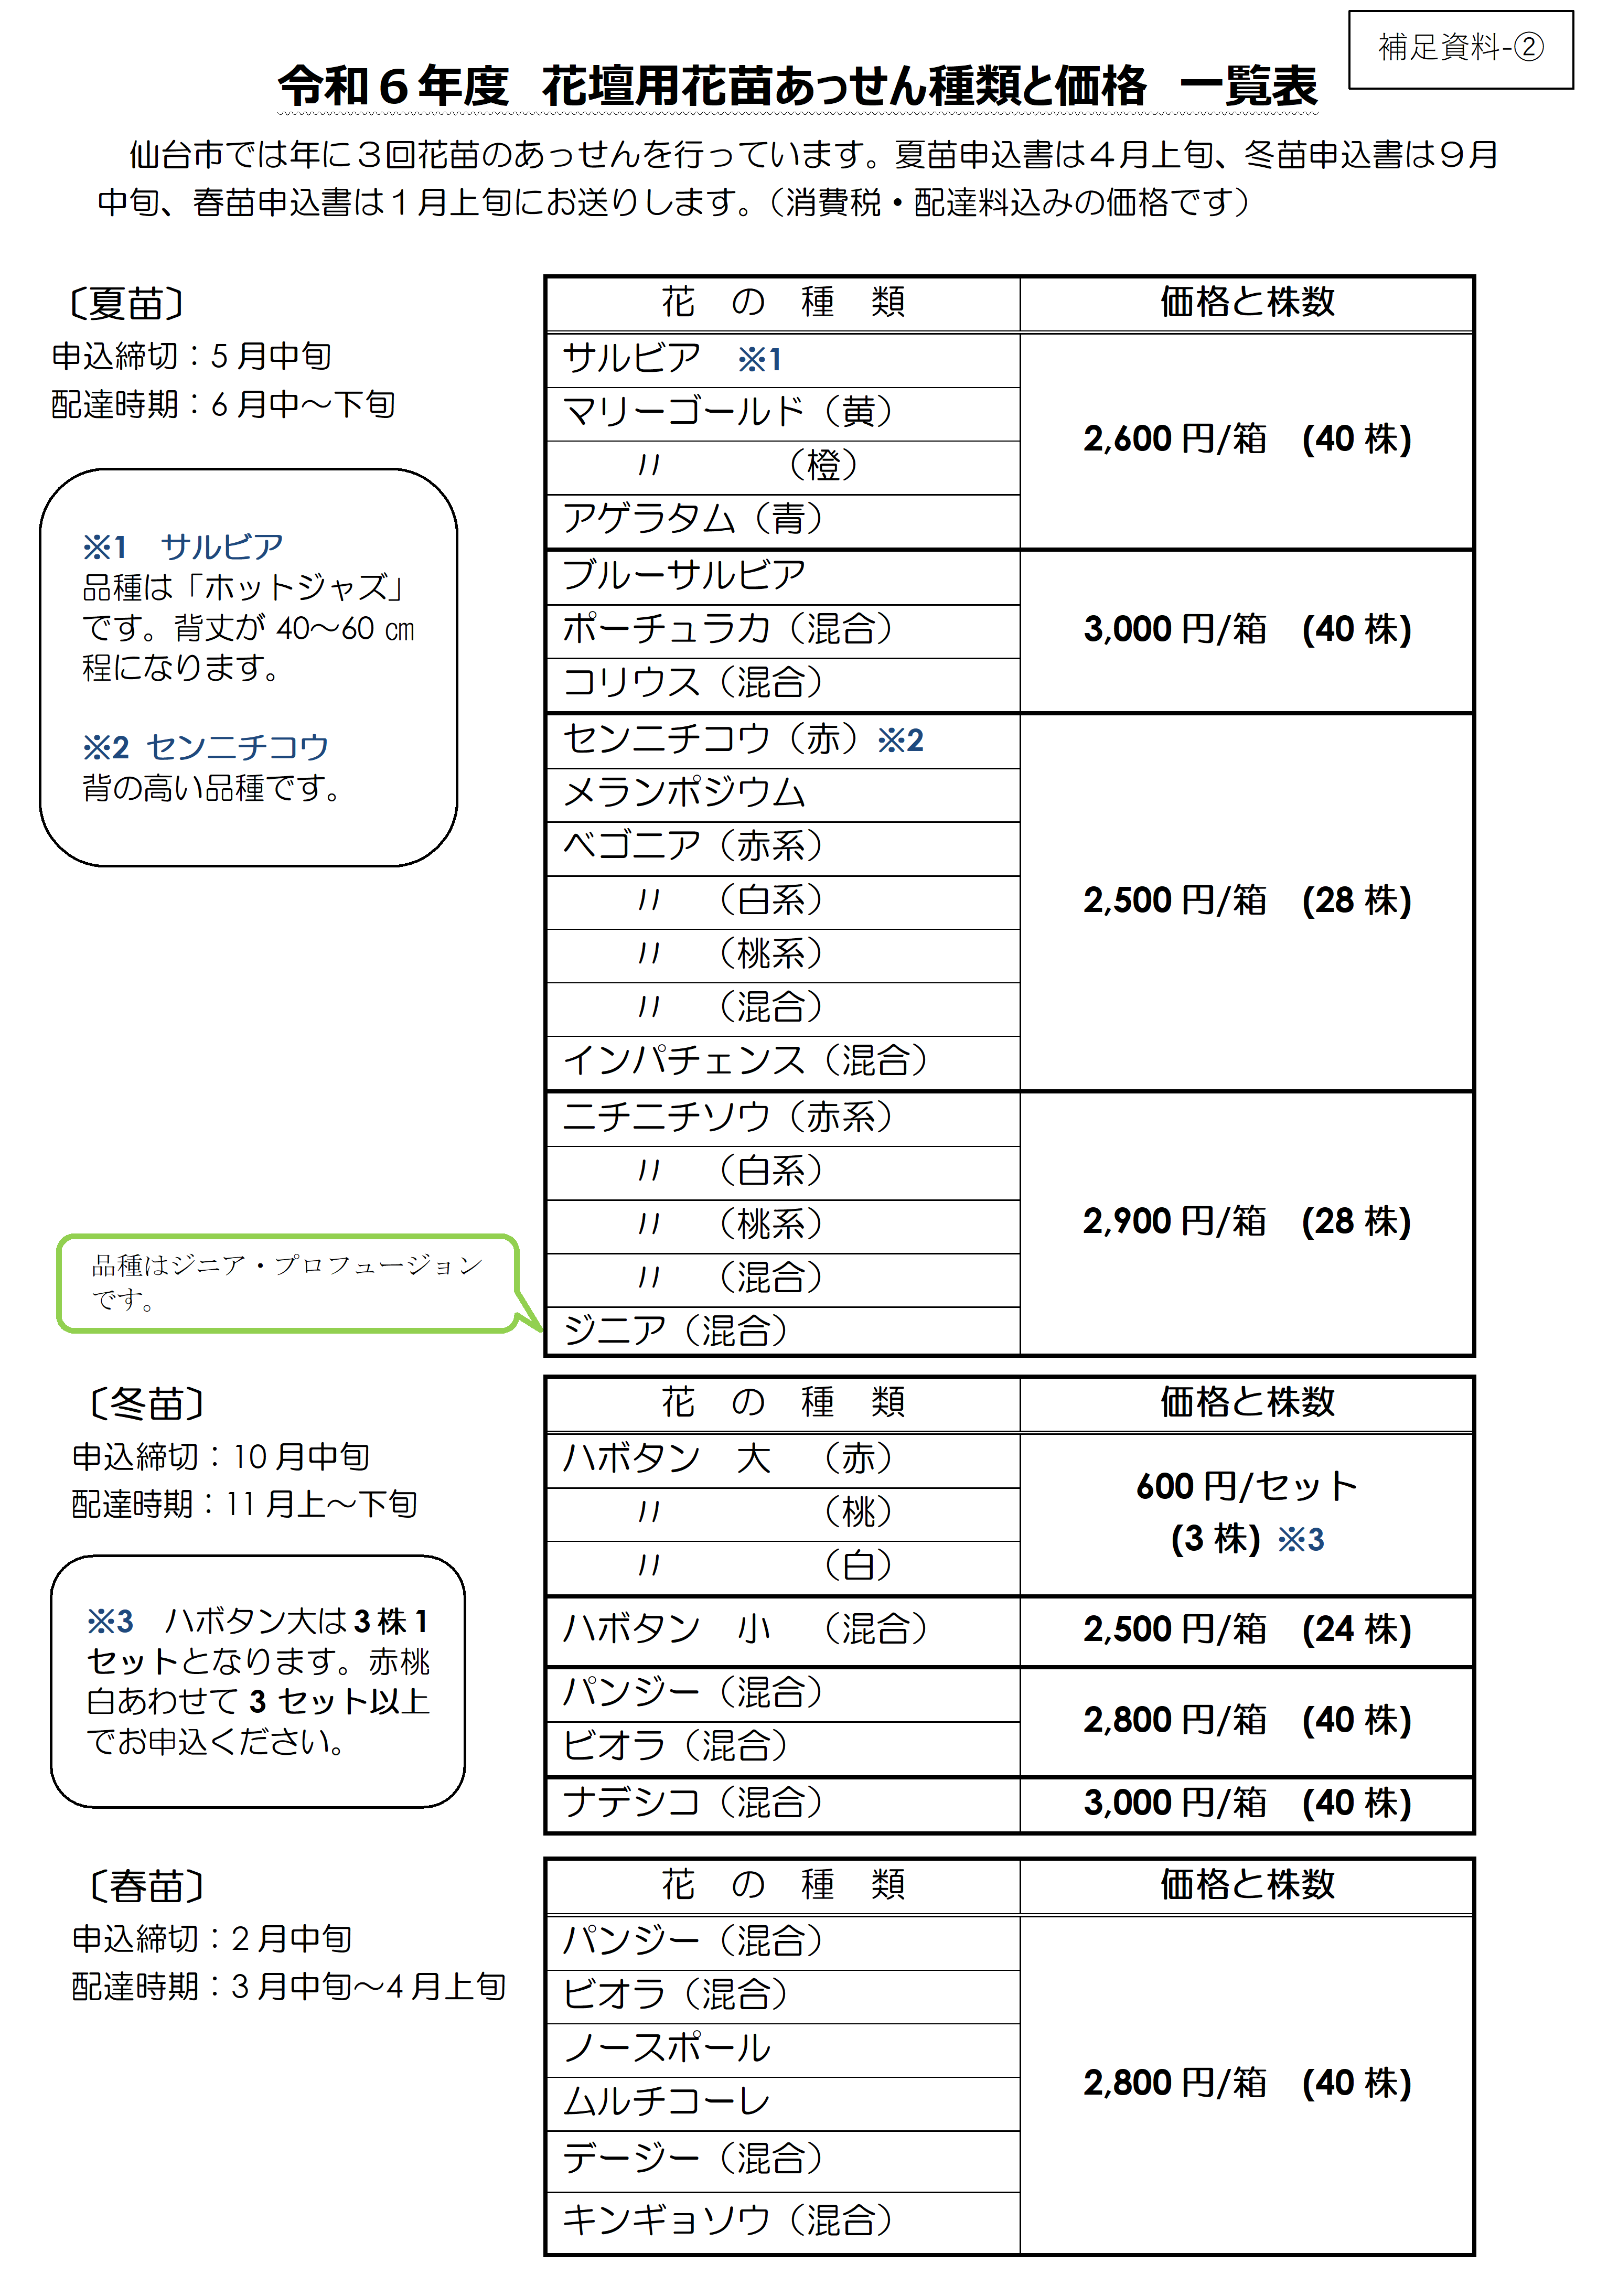 補足資料-②
令和６年度　花壇用花苗あっせん種類と価格　一覧表
仙台市では年に３回花苗のあっせんを行っています。夏苗申込書は４月上旬、冬苗申込書は９月
中旬、春苗申込書は１月上旬にお送りします。（消費税・配達料込みの価格です）
〔夏苗〕
申込締切：5 月中旬
配達時期：6 月中～下旬
※1　サルビア
品種は「ホットジャズ」
です。背丈が 40～60 ㎝
程になります。
※2 センニチコウ
背の高い品種です。
花　の　種　類　価格と株数
サルビア　※1
マリーゴールド（黄）
〃　　　（橙）
アゲラタム（青）
2,600 円/箱　(40 株)
ブルーサルビア
ポーチュラカ（混合）
コリウス（混合）
3,000 円/箱　(40 株)
センニチコウ（赤）※2
メランポジウム
ベゴニア（赤系）
〃　（白系）
〃　（桃系）
〃　（混合）
インパチェンス（混合）
2,500 円/箱　(28 株)
ニチニチソウ（赤系）
〃　（白系）
〃　（桃系）
〃　（混合）
ジニア（混合）
2,900 円/箱　(28 株)
品種はジニア・プロフュージョン
です。
〔冬苗〕
申込締切：10 月中旬
配達時期：11 月上～下旬
※3　ハボタン大は 3 株 1
セットとなります。赤桃
白あわせて 3 セット以上
でお申込ください。
花　の　種　類　価格と株数
ハボタン　大　（赤）
〃　　　　（桃）
〃　　　　（白）
600 円/セット
(3 株) ※3
ハボタン　小　（混合）　2,500 円/箱　(24 株)
パンジー（混合）
ビオラ（混合）
2,800 円/箱　(40 株)
ナデシコ（混合）　3,000 円/箱　(40 株)
〔春苗〕
申込締切：2 月中旬
配達時期：3 月中旬～4 月上旬
花　の　種　類　価格と株数
パンジー（混合）
ビオラ（混合）
ノースポール
ムルチコーレ
デージー（混合）
キンギョソウ（混合）
2,800 円/箱　(40 株)